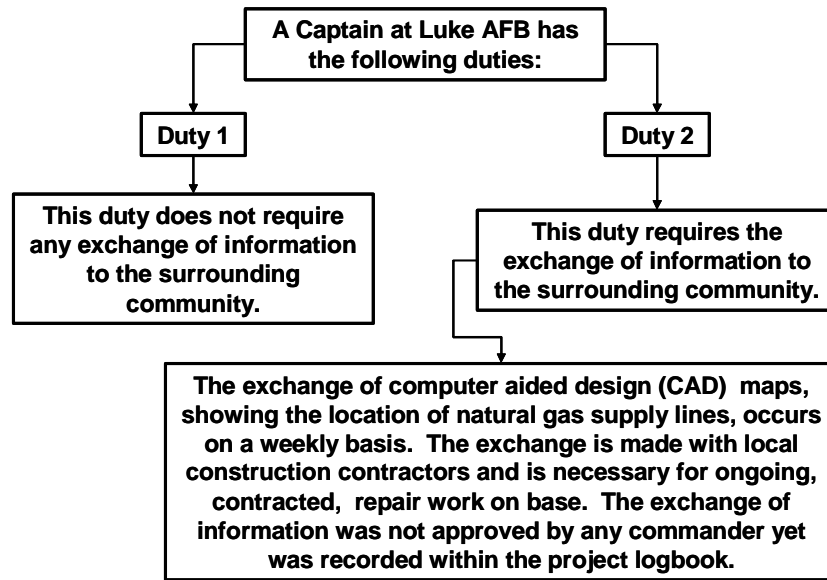 A Captain at Luke AFB has
the following duties:
Duty 1
Duty 2
This duty does not require
any exchange of information
to the surrounding
community.
This duty requires the
exchange of information to
the surrounding community.
The exchange of computer aided design (CAD)  maps,
showing the location of natural gas supply lines, occurs
on a weekly basis.  The exchange is made with local
construction contractors and is necessary for ongoing,
contracted,  repair work on base.  The exchange of
information was not approved by any commander yet
was recorded within the project logbook.